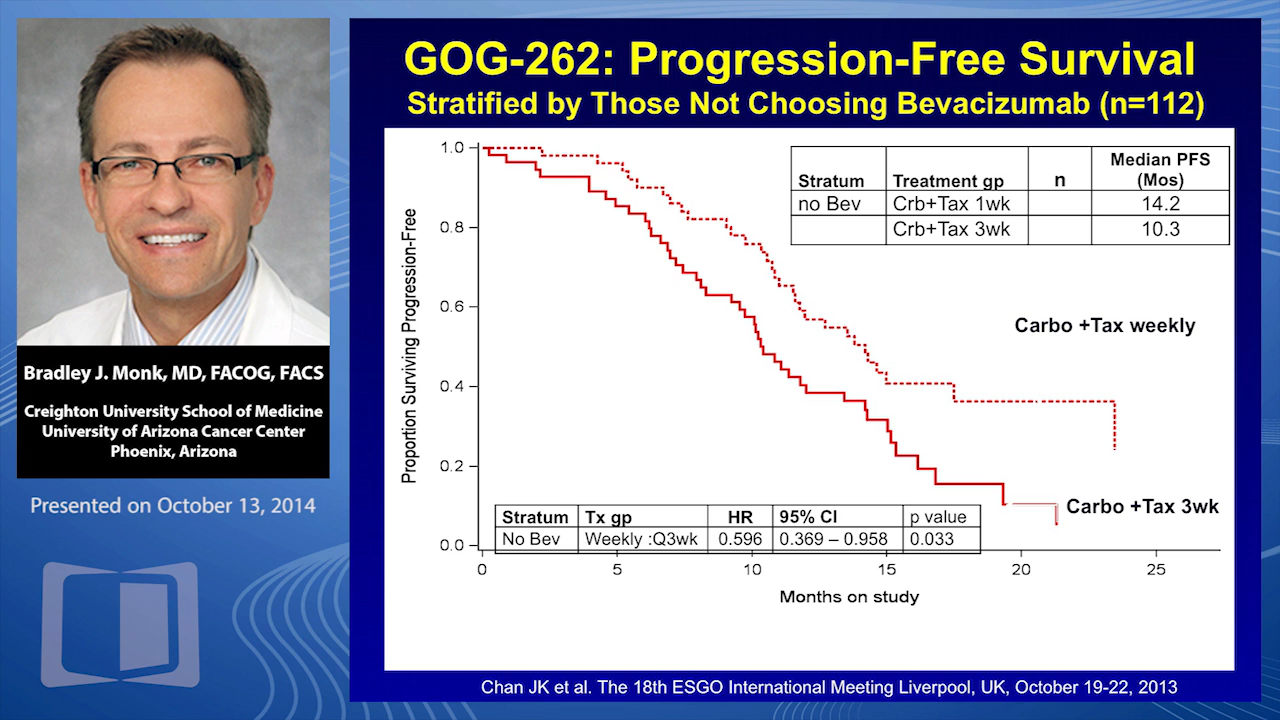 Bradley J. Monk, MD, FACOG, FACS
Creighton University School of Medicine
University of Arizona Cancer Center
Phoenix, Arizona
Presented on October 13, 2014
GOG-262: Progression-Free Survival
Stratified by Those Not Choosing Bevacizumab (n=112)
Proportion Surviving Progression-Free
1.0
0.8
0.6
0.4
0.2
0.0
Stratum Treatment gp n Median PFS (Mos)
no Bev Crb+Tax 1wk 14.2
Crb+Tax 3wk 10.3
Carbo +Tax weekly
Carbo +Tax 3wk
Stratum Tx gp HR 95% CI p value
No Bev Weekly :Q3wk 0.596 0.369 – 0.958 0.033
0 5 10 15 20 25
Months on study
Chan JK et al. The 18th ESGO International Meeting Liverpool, UK, October 19-22, 2013